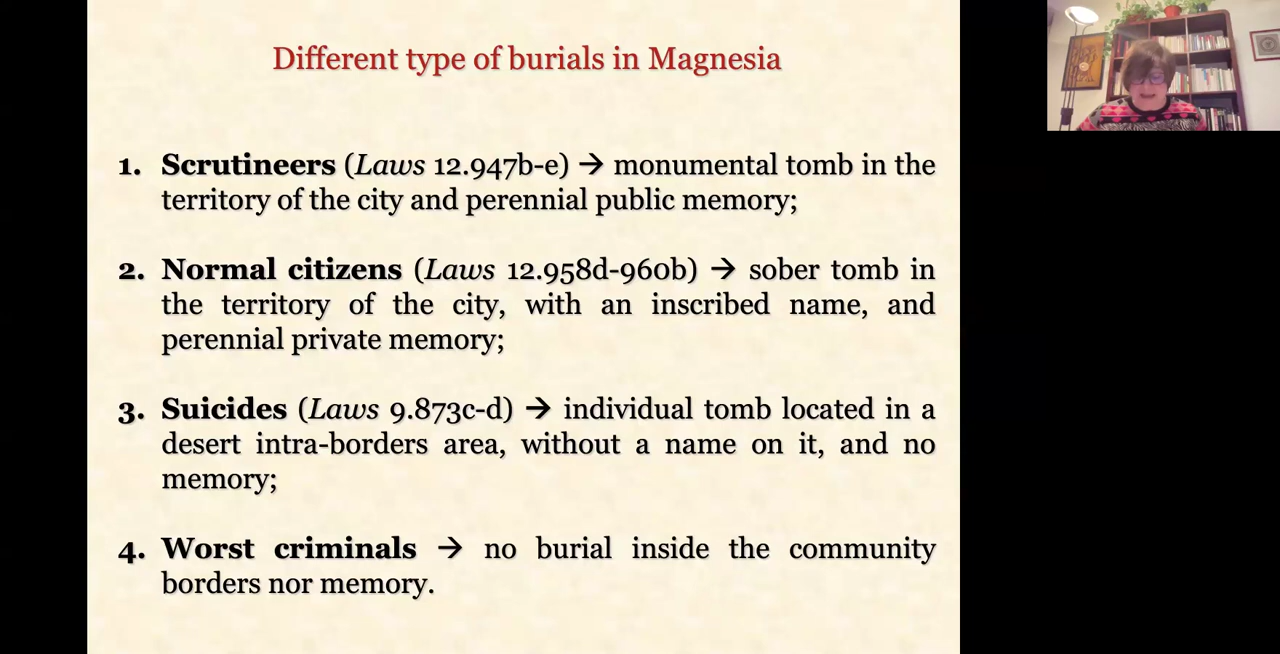 Different type of burials in Magnesia
1. Scrutineers (Laws 12.947b-e) → monumental tomb in the
territory of the city and perennial public memory;
2. Normal citizens (Laws 12.958d-960b) → sober tomb in
the territory of the city, with an inscribed name, and
perennial private memory;
3. Suicides (Laws 9.873c-d) → individual tomb located in a
desert intra-borders area, without a name on it, and no
memory;
4. Worst criminals → no burial inside the community
borders nor memory.